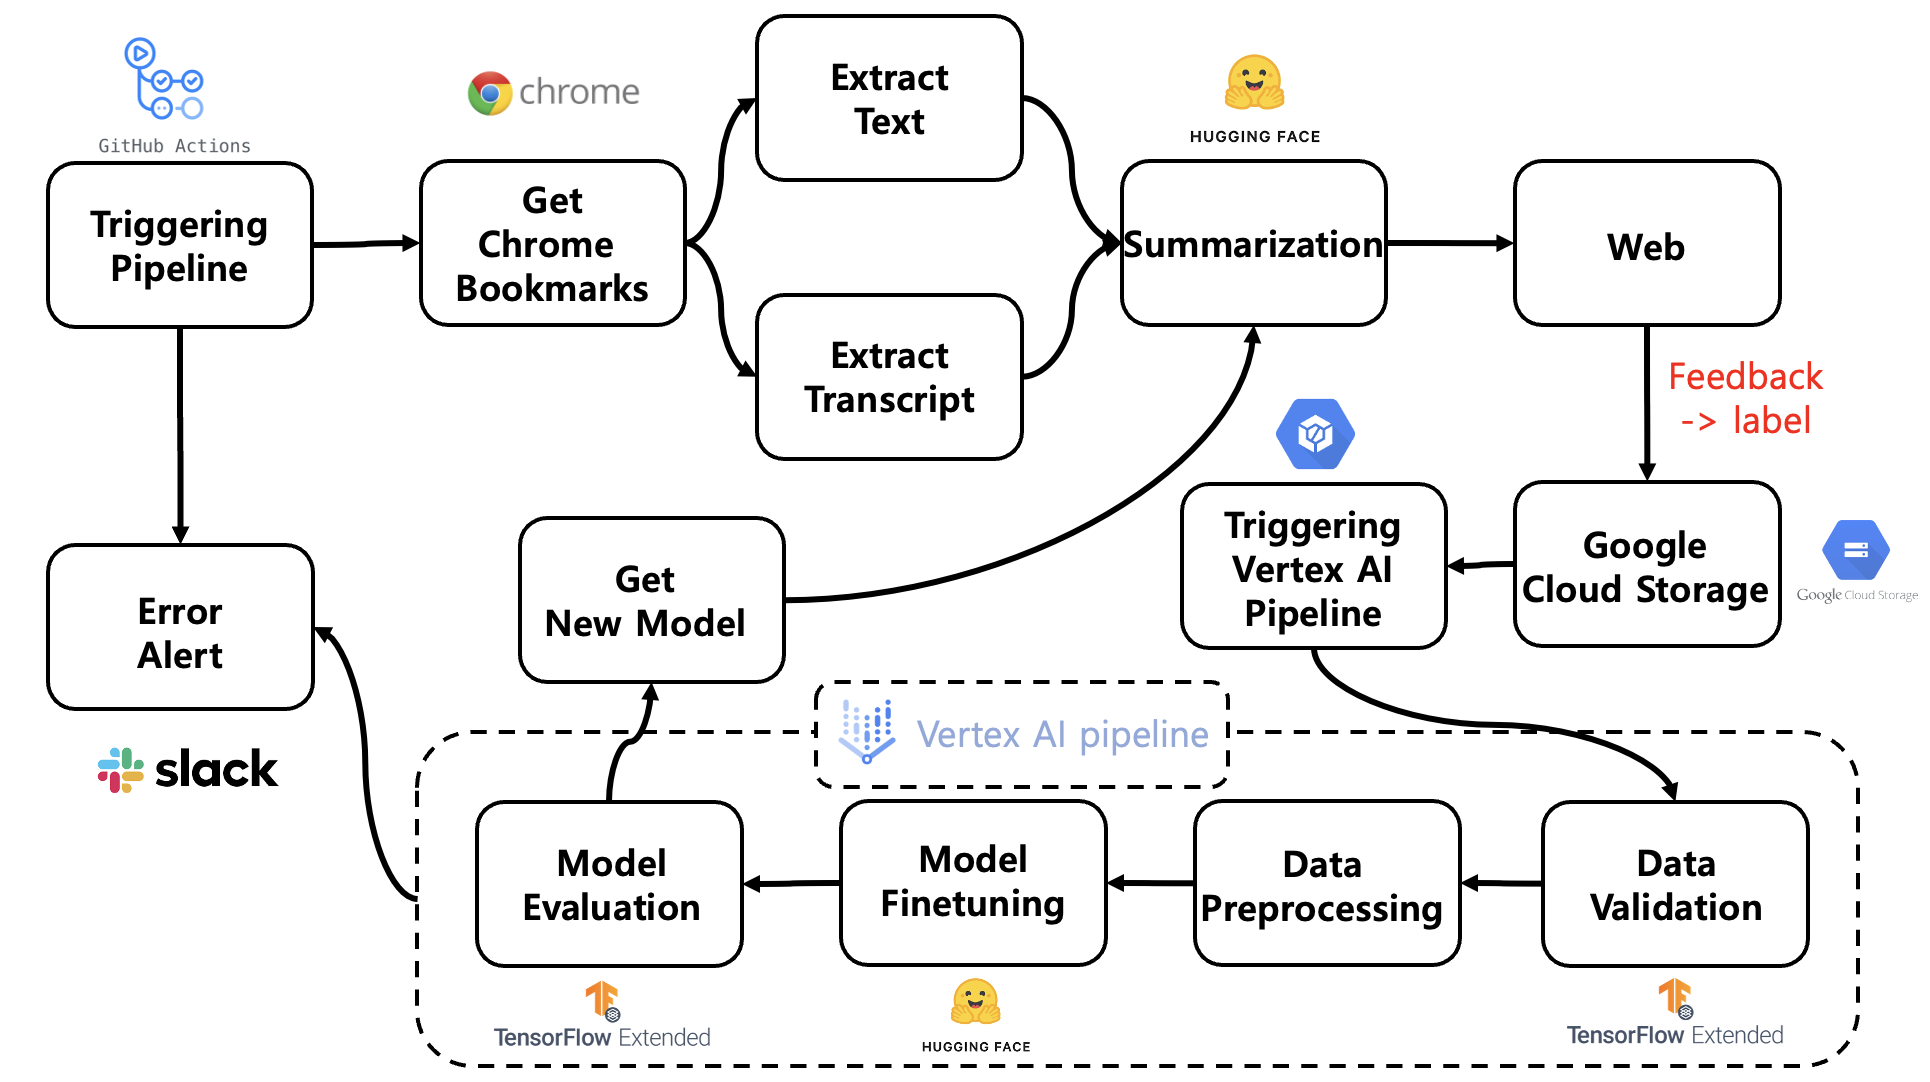 GitHub Actions
Triggering
Pipeline
chrome
Get
Chrome
Bookmarks
Extract
Text
Extract
Transcript
HUGGING FACE
Summarization
Web
Feedback
-> label
Google
Cloud Storage
Google Cloud Storage
Triggering
Vertex AI
Pipeline
Get
New Model
Error
Alert
slack
Vertex AI pipeline
Model
Evaluation
TensorFlow Extended
Model
Finetuning
HUGGING FACE
Data
Preprocessing
Data
Validation
TensorFlow Extended